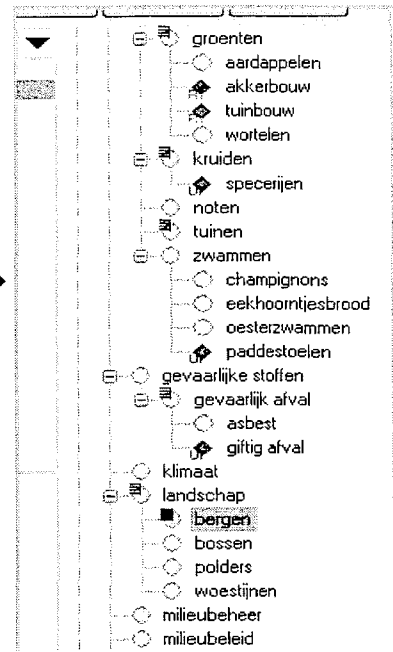 groenten
aardappelen
akkerbouw
tuinbouw
wortelen
kruiden
specerijen
noten
tuinen
zwammen
champignons
eekhoorntjesbrood
oesterzwammen
paddestoelen
gevaarlijke stoffen
gevaarlijk afval
asbest
giftig afval
klimaat
landschap
bergen
bossen
polders
woestijnen
milieubeheer
milieubeleid